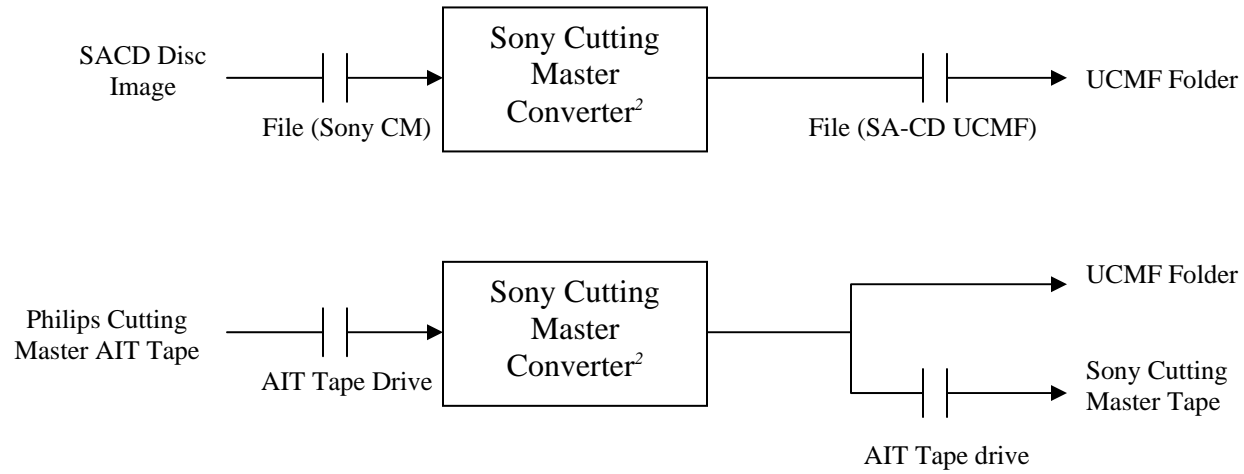 SACD Disc
Image
File (Sony CM)
Sony Cutting
Master
Converter²
File (SA-CD UCMF)
UCMF Folder
Philips Cutting
Master AIT Tape
AIT Tape Drive
Sony Cutting
Master
Converter²
UCMF Folder
Sony Cutting
Master Tape
AIT Tape drive